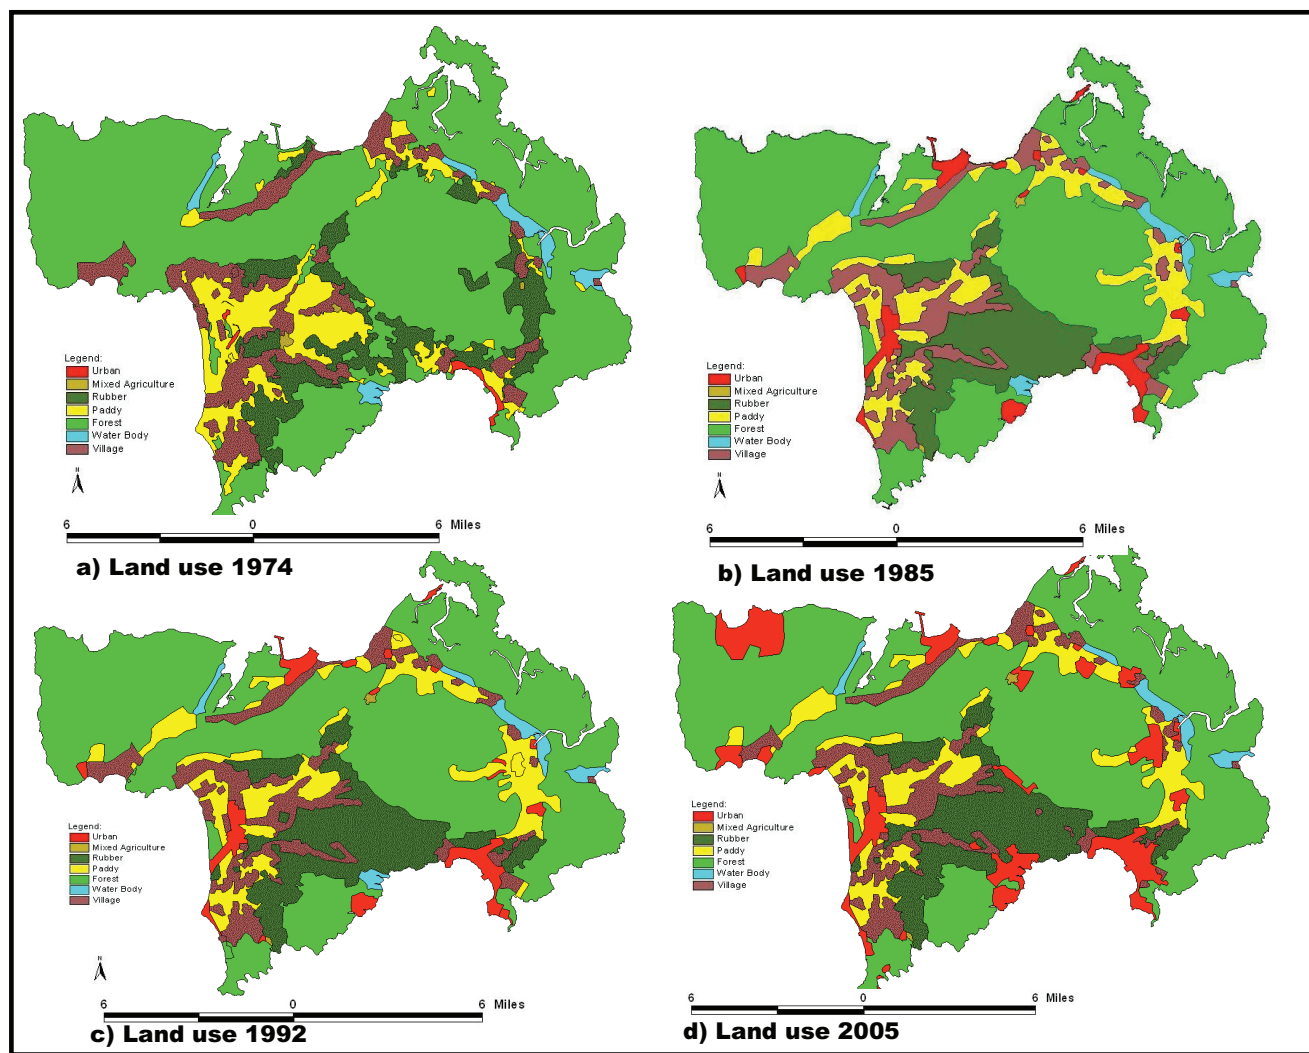 Legend:
Urban
Mixed Agriculture
Rubber
Paddy
Forest
Water Body
Village
N
6 0 6 Miles
a) Land use 1974
Legend:
Urban
Mixed Agriculture
Rubber
Paddy
Forest
Water Body
Village
N
6 0 6 Miles
b) Land use 1985
Legend:
Urban
Mixed Agriculture
Rubber
Paddy
Forest
Water Body
Village
N
6 0 6 Miles
c) Land use 1992
Legend:
Urban
Mixed Agriculture
Rubber
Paddy
Forest
Water Body
Village
6 0 6 Miles
d) Land use 2005